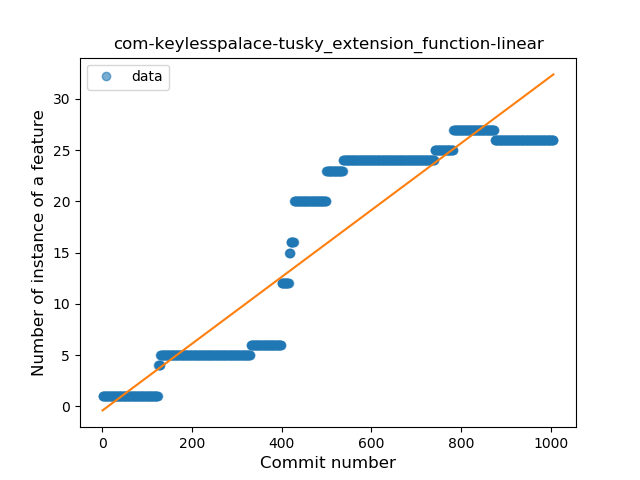 com-keylesspalace-tusky_extension_function-linear
data
Number of instance of a feature
30
25
20
15
10
5
0
0 200 400 600 800 1000
Commit number